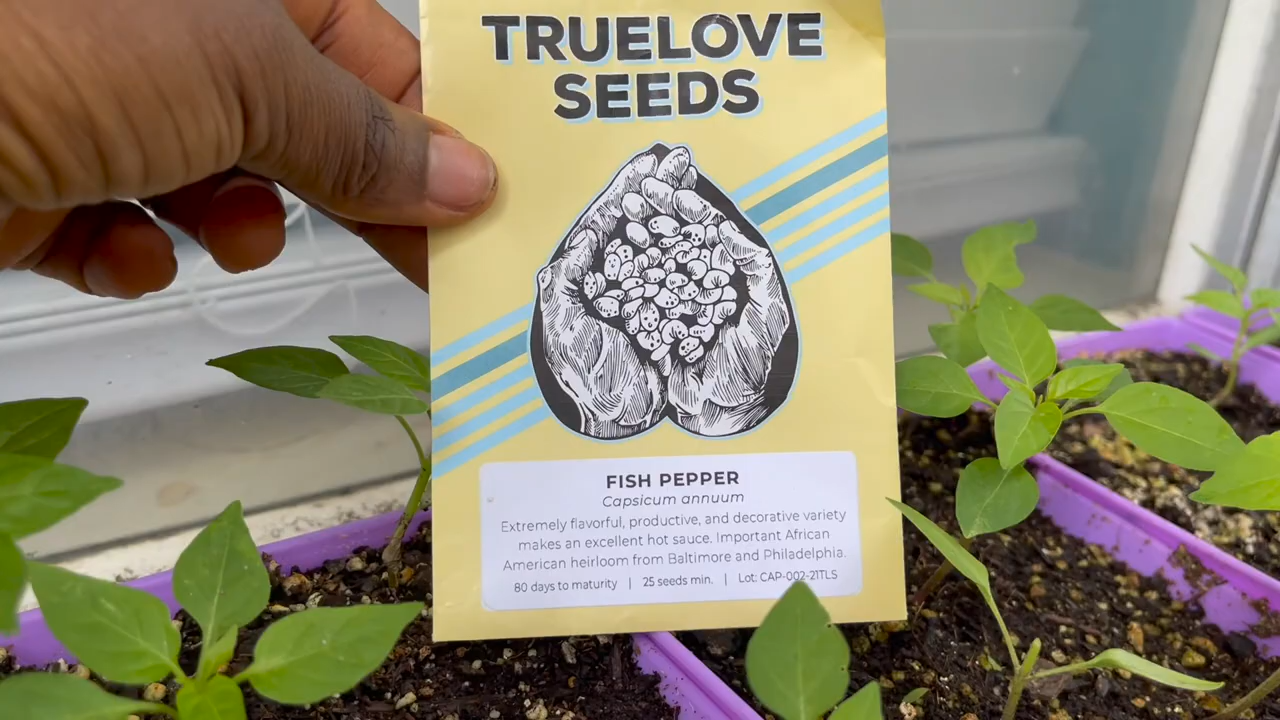 TRUELOVE
SEEDS
FISH PEPPER
Capsicum annuum
Extremely flavorful, productive, and decorative variety
makes an excellent hot sauce. Important African
American heirloom from Baltimore and Philadelphia.
80 days to maturity | 25 seeds min. | Lot: CAP-002-21TLS